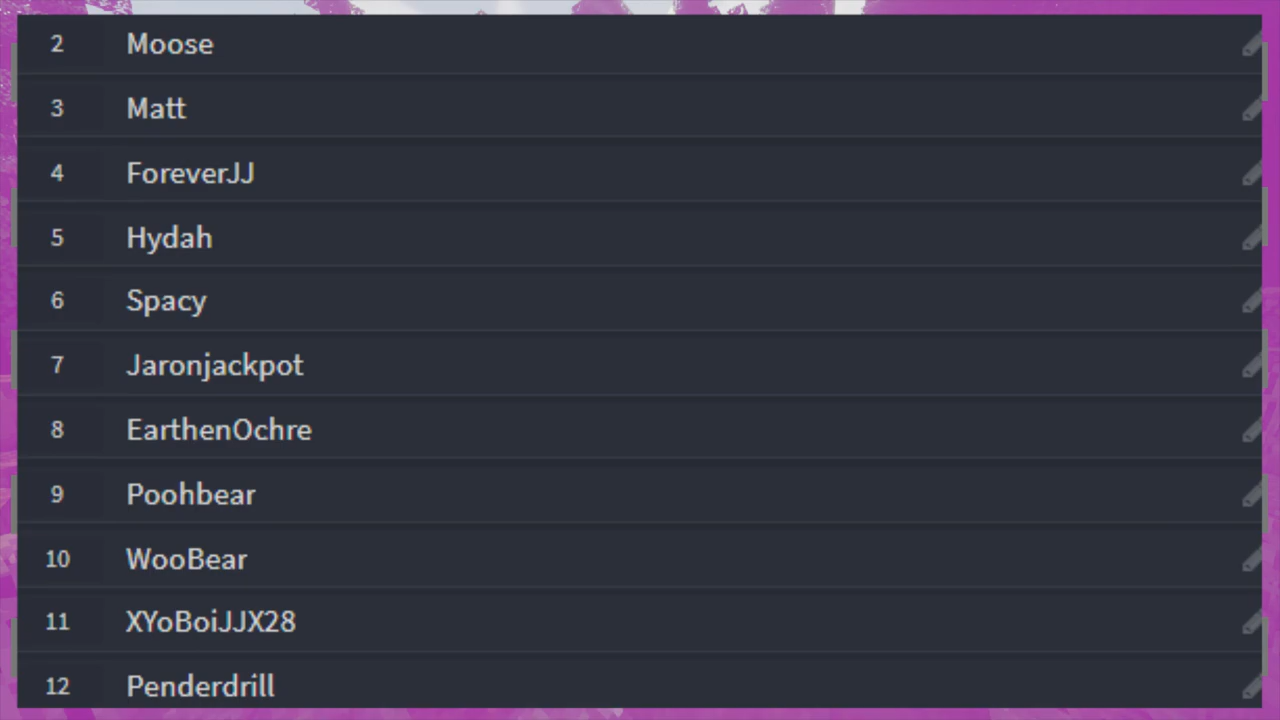 2 Moose
3 Matt
4 ForeverJJ
5 Hydah
6 Spacy
7 Jaronjackpot
8 EarthenOchre
9 Poohbear
10 WooBear
11 XYoBoiJJX28
12 Penderdrill